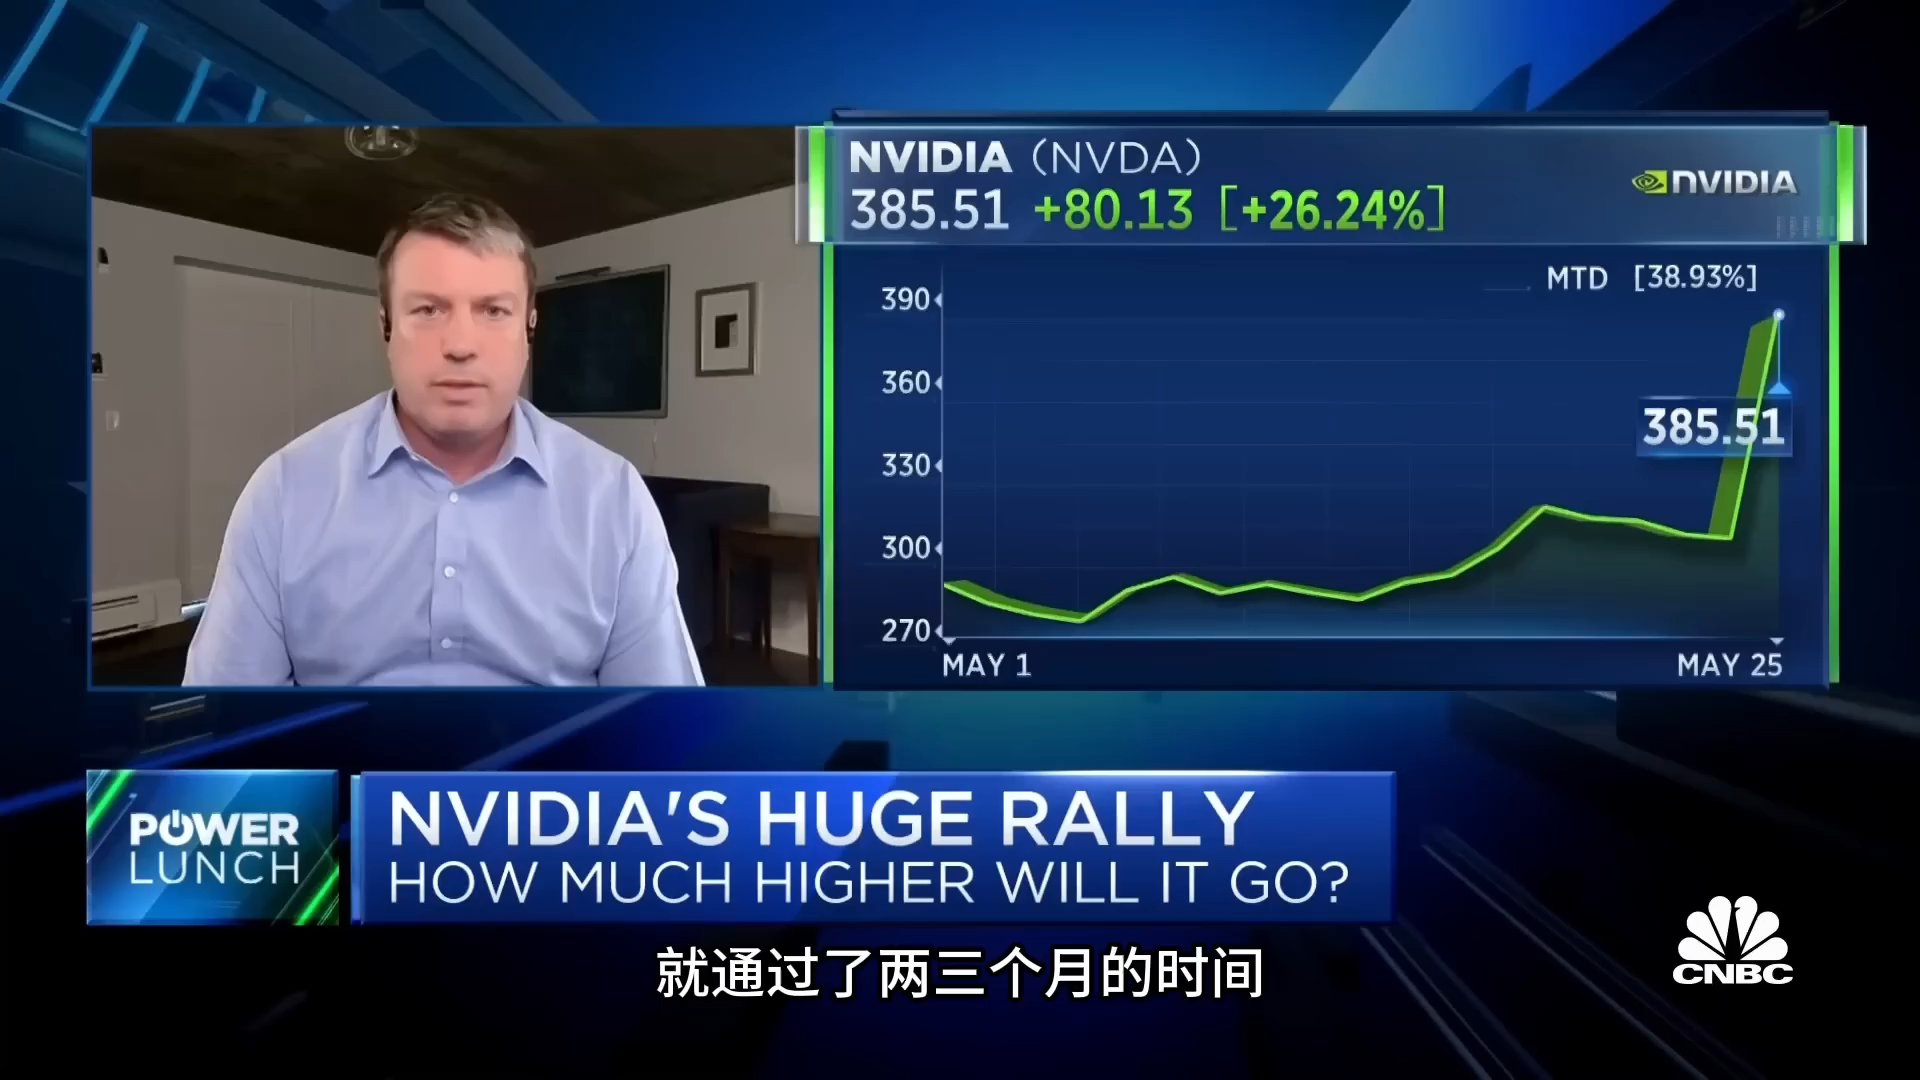 NVIDIA (NVDA)
385.51 +80.13 [+26.24%]
NVIDIA
MTD [38.93%]
390
360
330
300
270
385.51
MAY 1
MAY 25
POWER
LUNCH
NVIDIA'S HUGE RALLY
HOW MUCH HIGHER WILL IT GO?
CNBC
就通过了两三个月的时间